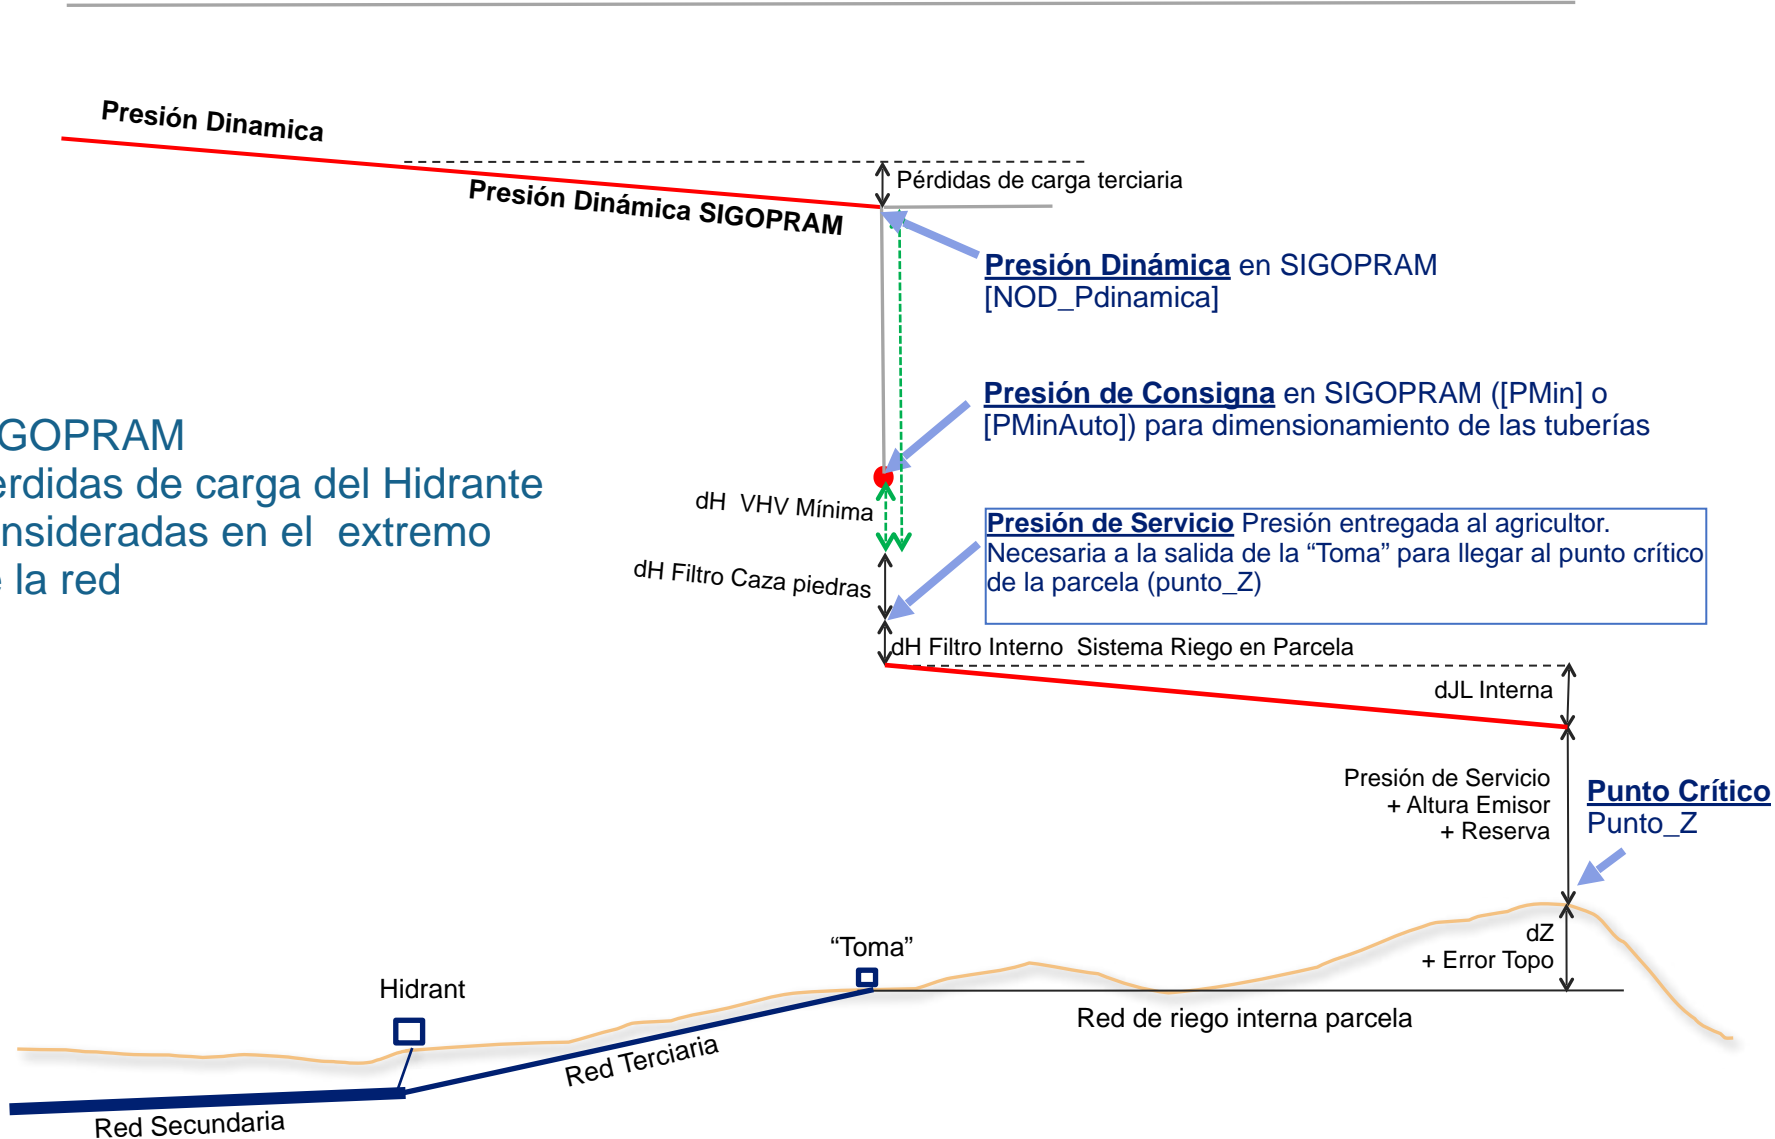 Presión Dinamica
Pérdidas de carga terciaria
Presión Dinámica SIGOPRAM
Presión Dinámica en SIGOPRAM
[NOD_Pdinamica]
Presión de Consigna en SIGOPRAM ([PMin] o
[PMinAuto]) para dimensionamiento de las tuberías
GOPRAM
rdidas de carga del Hidrante
nsideradas en el extremo
la red
dH VHV Mínima
Presión de Servicio Presión entregada al agricultor.
Necesaria a la salida de la “Toma” para llegar al punto crítico
de la parcela (punto_Z)
dH Filtro Caza piedras
dH Filtro Interno Sistema Riego en Parcela
dJL Interna
Presión de Servicio
+ Altura Emisor
+ Reserva
Punto Crítico
Punto_Z
“Toma”
dZ
+ Error Topo
Hidrant
Red de riego interna parcela
Red Terciaria
Red Secundaria